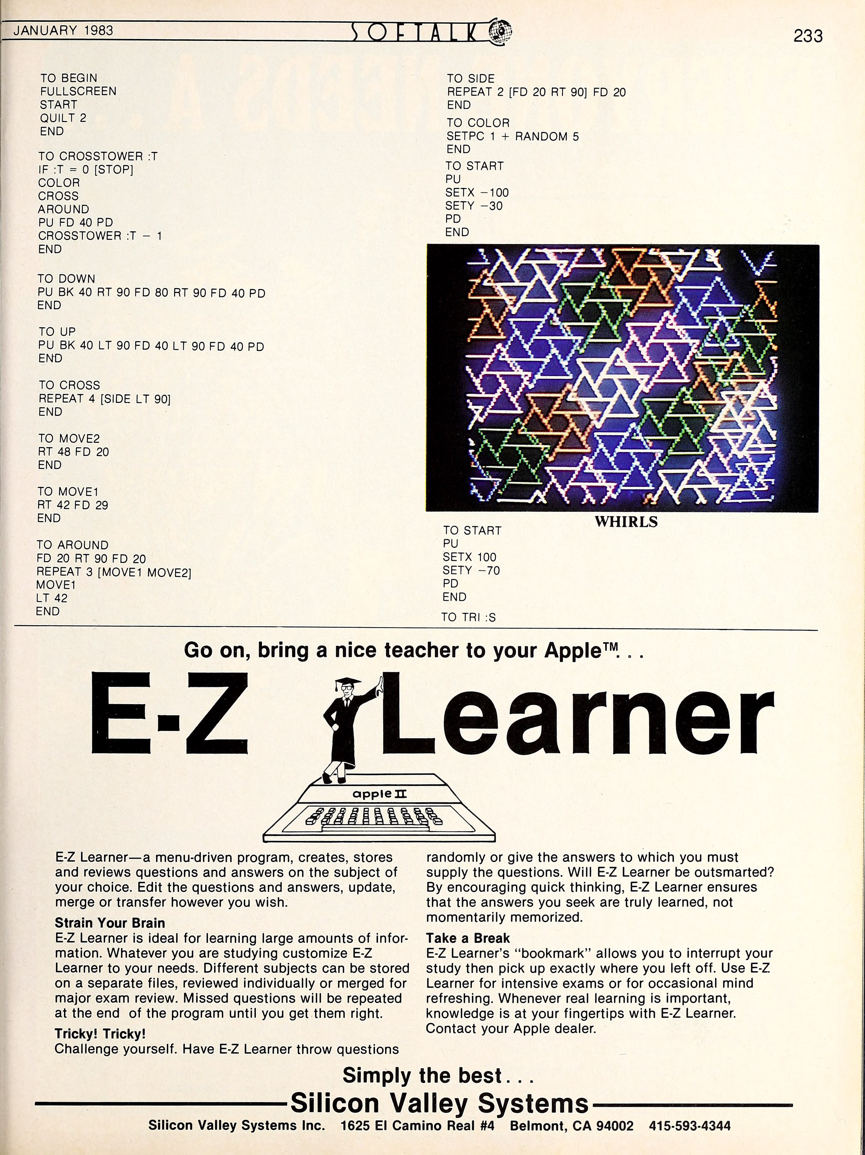 JANUARY 1983
SOFTALK
233
TO BEGIN
FULLSCREEN
START
QUILT 2
END
TO CROSSTOWER :T
IF :T = 0 [STOP]
COLOR
CROSS
AROUND
PU FD 40 PD
CROSSTOWER :T − 1
END
TO DOWN
PU BK 40 RT 90 FD 80 RT 90 FD 40 PD
END
TO UP
PU BK 40 LT 90 FD 40 LT 90 FD 40 PD
END
TO CROSS
REPEAT 4 [SIDE LT 90]
END
TO MOVE2
RT 48 FD 20
END
TO MOVE1
RT 42 FD 29
END
TO AROUND
FD 20 RT 90 FD 20
REPEAT 3 [MOVE1 MOVE2]
MOVE1
LT 42
END
TO SIDE
REPEAT 2 [FD 20 RT 90] FD 20
END
TO COLOR
SETPC 1 + RANDOM 5
END
TO START
PU
SETX −100
SETY −30
PD
END
WHIRLS
TO START
PU
SETX 100
SETY −70
PD
END
TO TRI :S
Go on, bring a nice teacher to your Apple™. . .
E-Z Learner
apple II
E-Z Learner—a menu-driven program, creates, stores
and reviews questions and answers on the subject of
your choice. Edit the questions and answers, update,
merge or transfer however you wish.
Strain Your Brain
E-Z Learner is ideal for learning large amounts of infor-
mation. Whatever you are studying customize E-Z
Learner to your needs. Different subjects can be stored
on a separate files, reviewed individually or merged for
major exam review. Missed questions will be repeated
at the end of the program until you get them right.
Tricky! Tricky!
Challenge yourself. Have E-Z Learner throw questions
randomly or give the answers to which you must
supply the questions. Will E-Z Learner be outsmarted?
By encouraging quick thinking, E-Z Learner ensures
that the answers you seek are truly learned, not
momentarily memorized.
Take a Break
E-Z Learner's "bookmark" allows you to interrupt your
study then pick up exactly where you left off. Use E-Z
Learner for intensive exams or for occasional mind
refreshing. Whenever real learning is important,
knowledge is at your fingertips with E-Z Learner.
Contact your Apple dealer.
Simply the best. . .
Silicon Valley Systems
Silicon Valley Systems Inc. 1625 El Camino Real #4 Belmont, CA 94002 415-593-4344